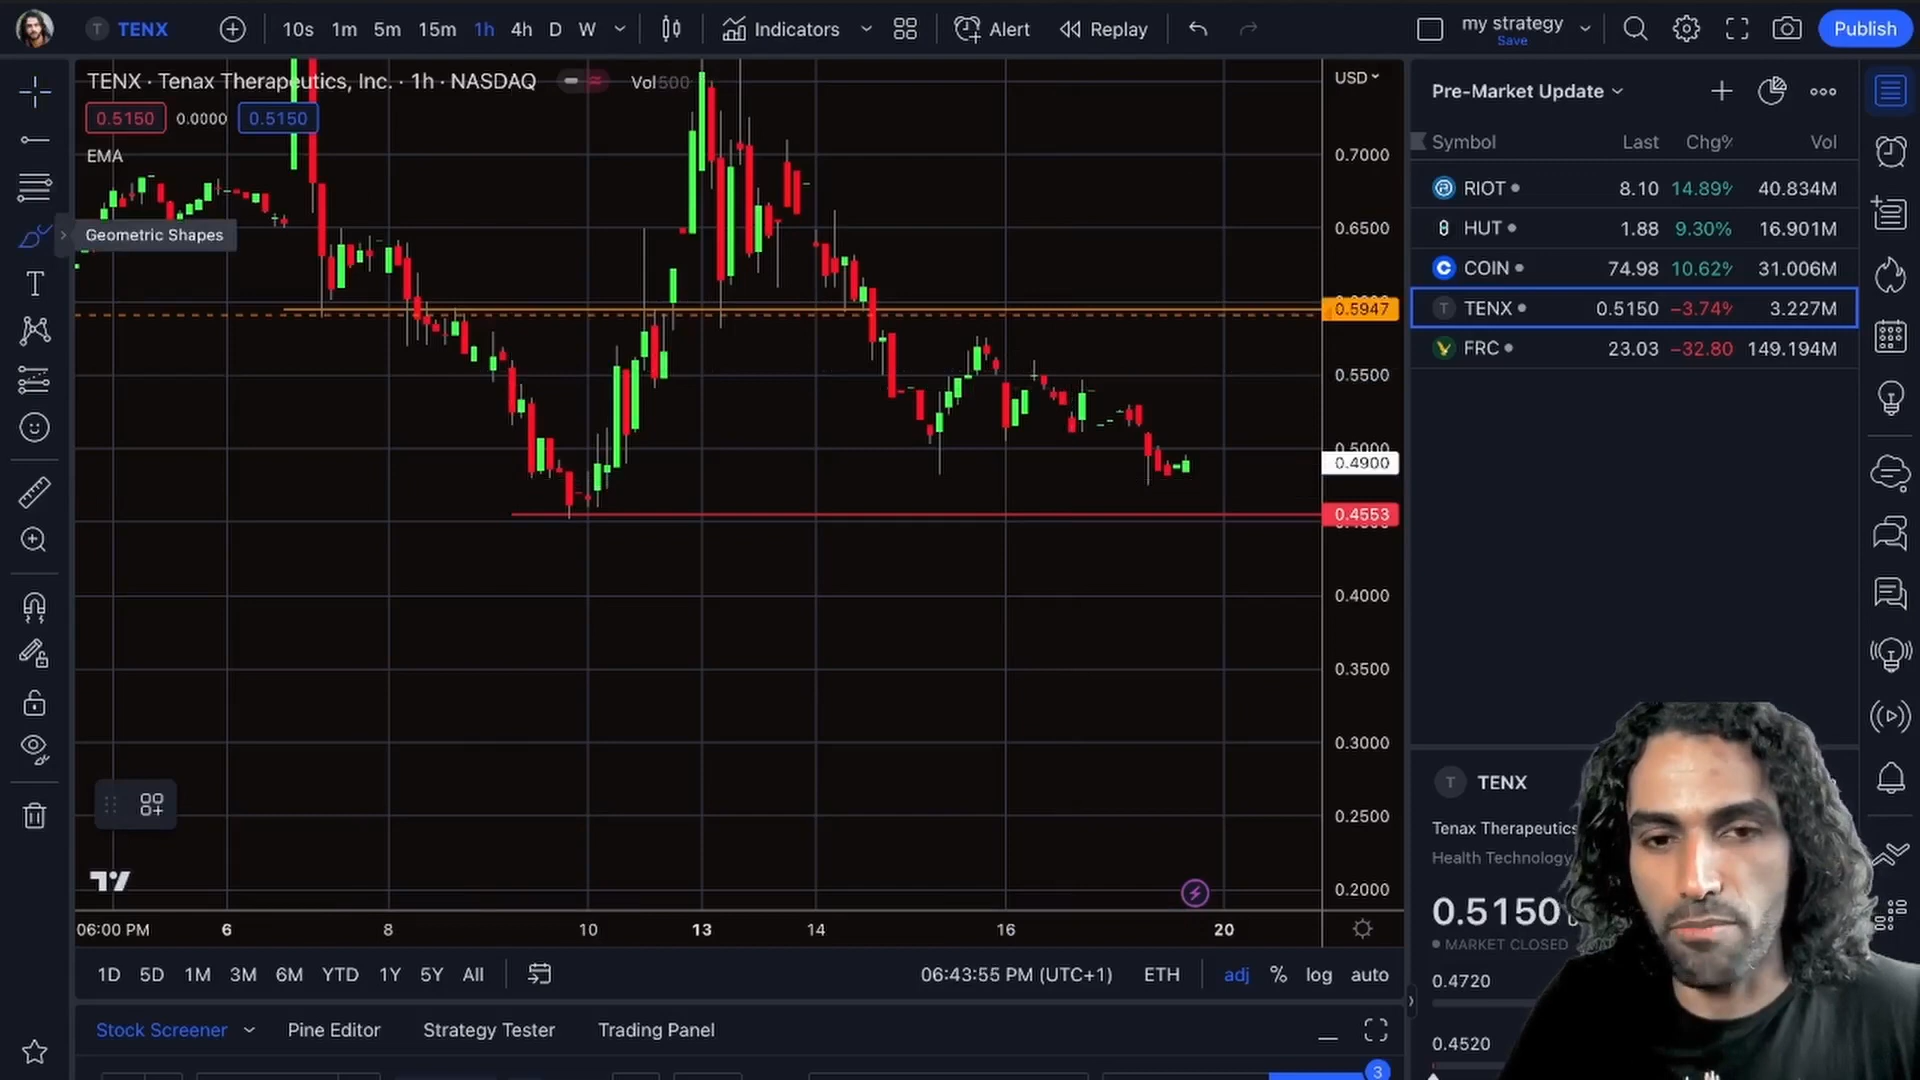 TENX
10s 1m 5m 15m 1h 4h D W
Indicators
Alert
Replay
my strategy
Save
Publish
TENX · Tenax Therapeutics, Inc. · 1h · NASDAQ
Vol 500
USD
0.5150 0.0000 0.5150
EMA
Geometric Shapes
0.7000
0.6500
0.5947
0.5500
0.5000
0.4900
0.4553
0.4000
0.3500
0.3000
0.2500
0.2000
06:00 PM 6 8 10 13 14 16 20
1D 5D 1M 3M 6M YTD 1Y 5Y All
06:43:55 PM (UTC+1) ETH adj % log auto
Stock Screener Pine Editor Strategy Tester Trading Panel
3
Pre-Market Update
Symbol Last Chg% Vol
RIOT 8.10 14.89% 40.834M
HUT 1.88 9.30% 16.901M
COIN 74.98 10.62% 31.006M
T TENX 0.5150 −3.74% 3.227M
FRC 23.03 −32.80 149.194M
T TENX
Tenax Therapeutics
Health Technology
0.5150
MARKET CLOSED
0.4720
0.4520